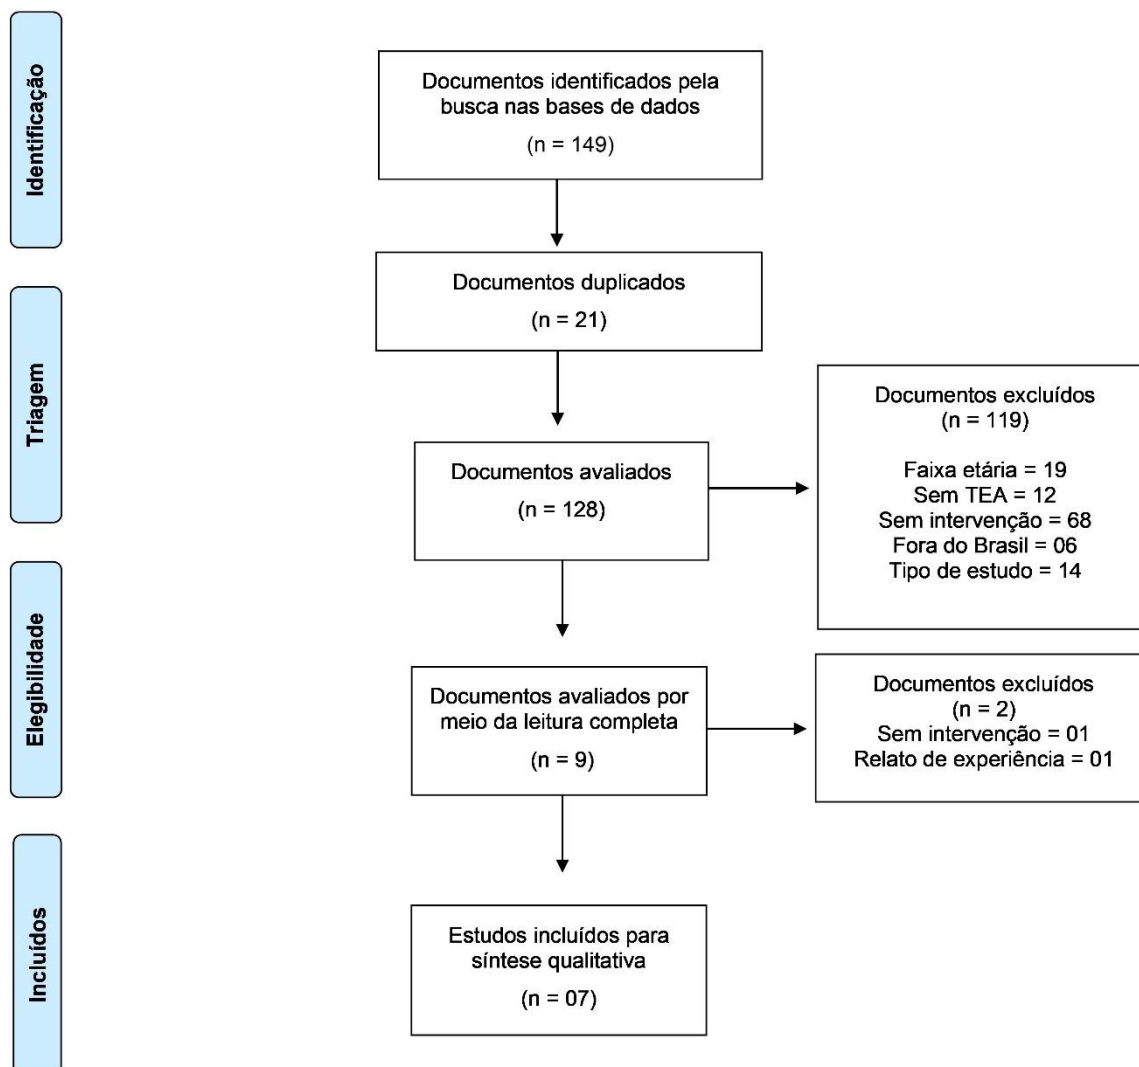 Identificação
Documentos identificados pela
busca nas bases de dados
(n = 149)
Triagem
Documentos duplicados
(n = 21)
Documentos avaliados
(n = 128)
Documentos excluídos
(n = 119)
Faixa etária = 19
Sem TEA = 12
Sem intervenção = 68
Fora do Brasil = 06
Tipo de estudo = 14
Elegibilidade
Documentos avaliados por
meio da leitura completa
(n = 9)
Documentos excluídos
(n = 2)
Sem intervenção = 01
Relato de experiência = 01
Incluídos
Estudos incluídos para
síntese qualitativa
(n = 07)